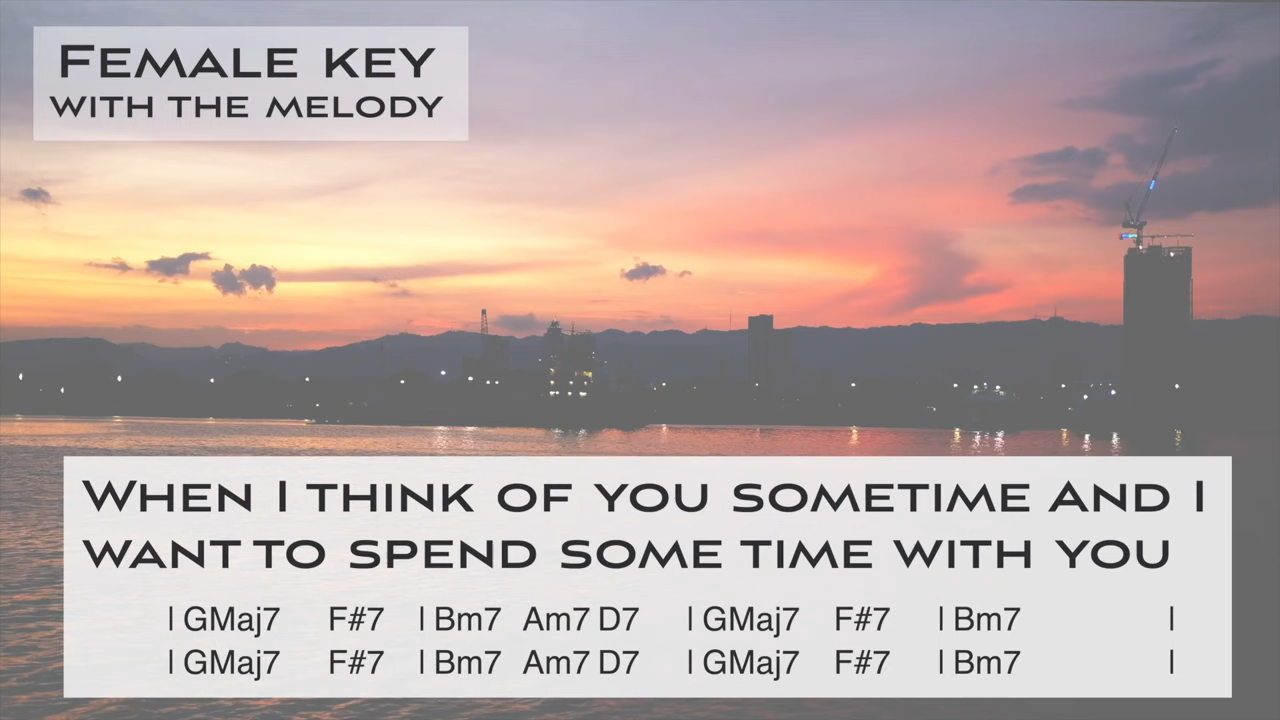 Female key
with the melody
When I think of you sometime And I
want to spend some time with you
| GMaj7 F#7 | Bm7 Am7 D7 | GMaj7 F#7 | Bm7 |
| GMaj7 F#7 | Bm7 Am7 D7 | GMaj7 F#7 | Bm7 |